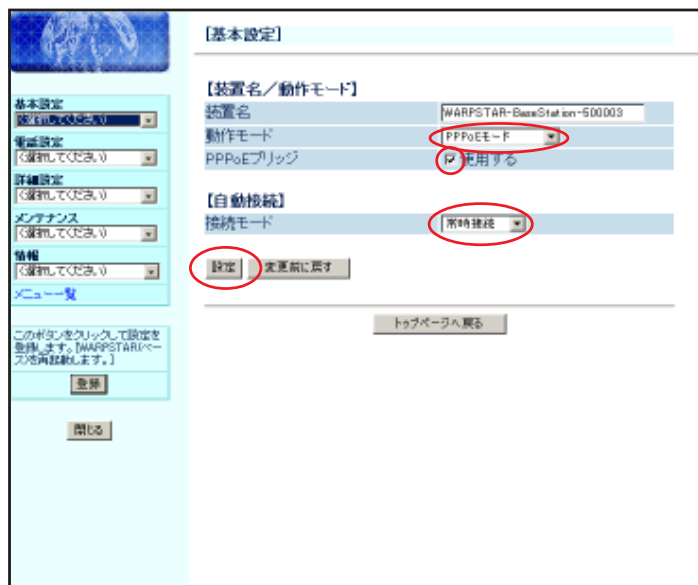 [基本設定]
基本設定
(選択してください)
電話設定
(選択してください)
詳細設定
(選択してください)
メンテナンス
(選択してください)
情報
(選択してください)
メニュー一覧
このボタンをクリックして設定を
登録します。[WARPSTAR(ベー
ス)を再起動します。]
登録
閉じる
【装置名／動作モード】
装置名 WARPSTAR-BaseStation-500003
動作モード PPPoEモード
PPPoEブリッジ 使用する
【自動接続】
接続モード 常時接続
設定 変更前に戻す
トップページへ戻る